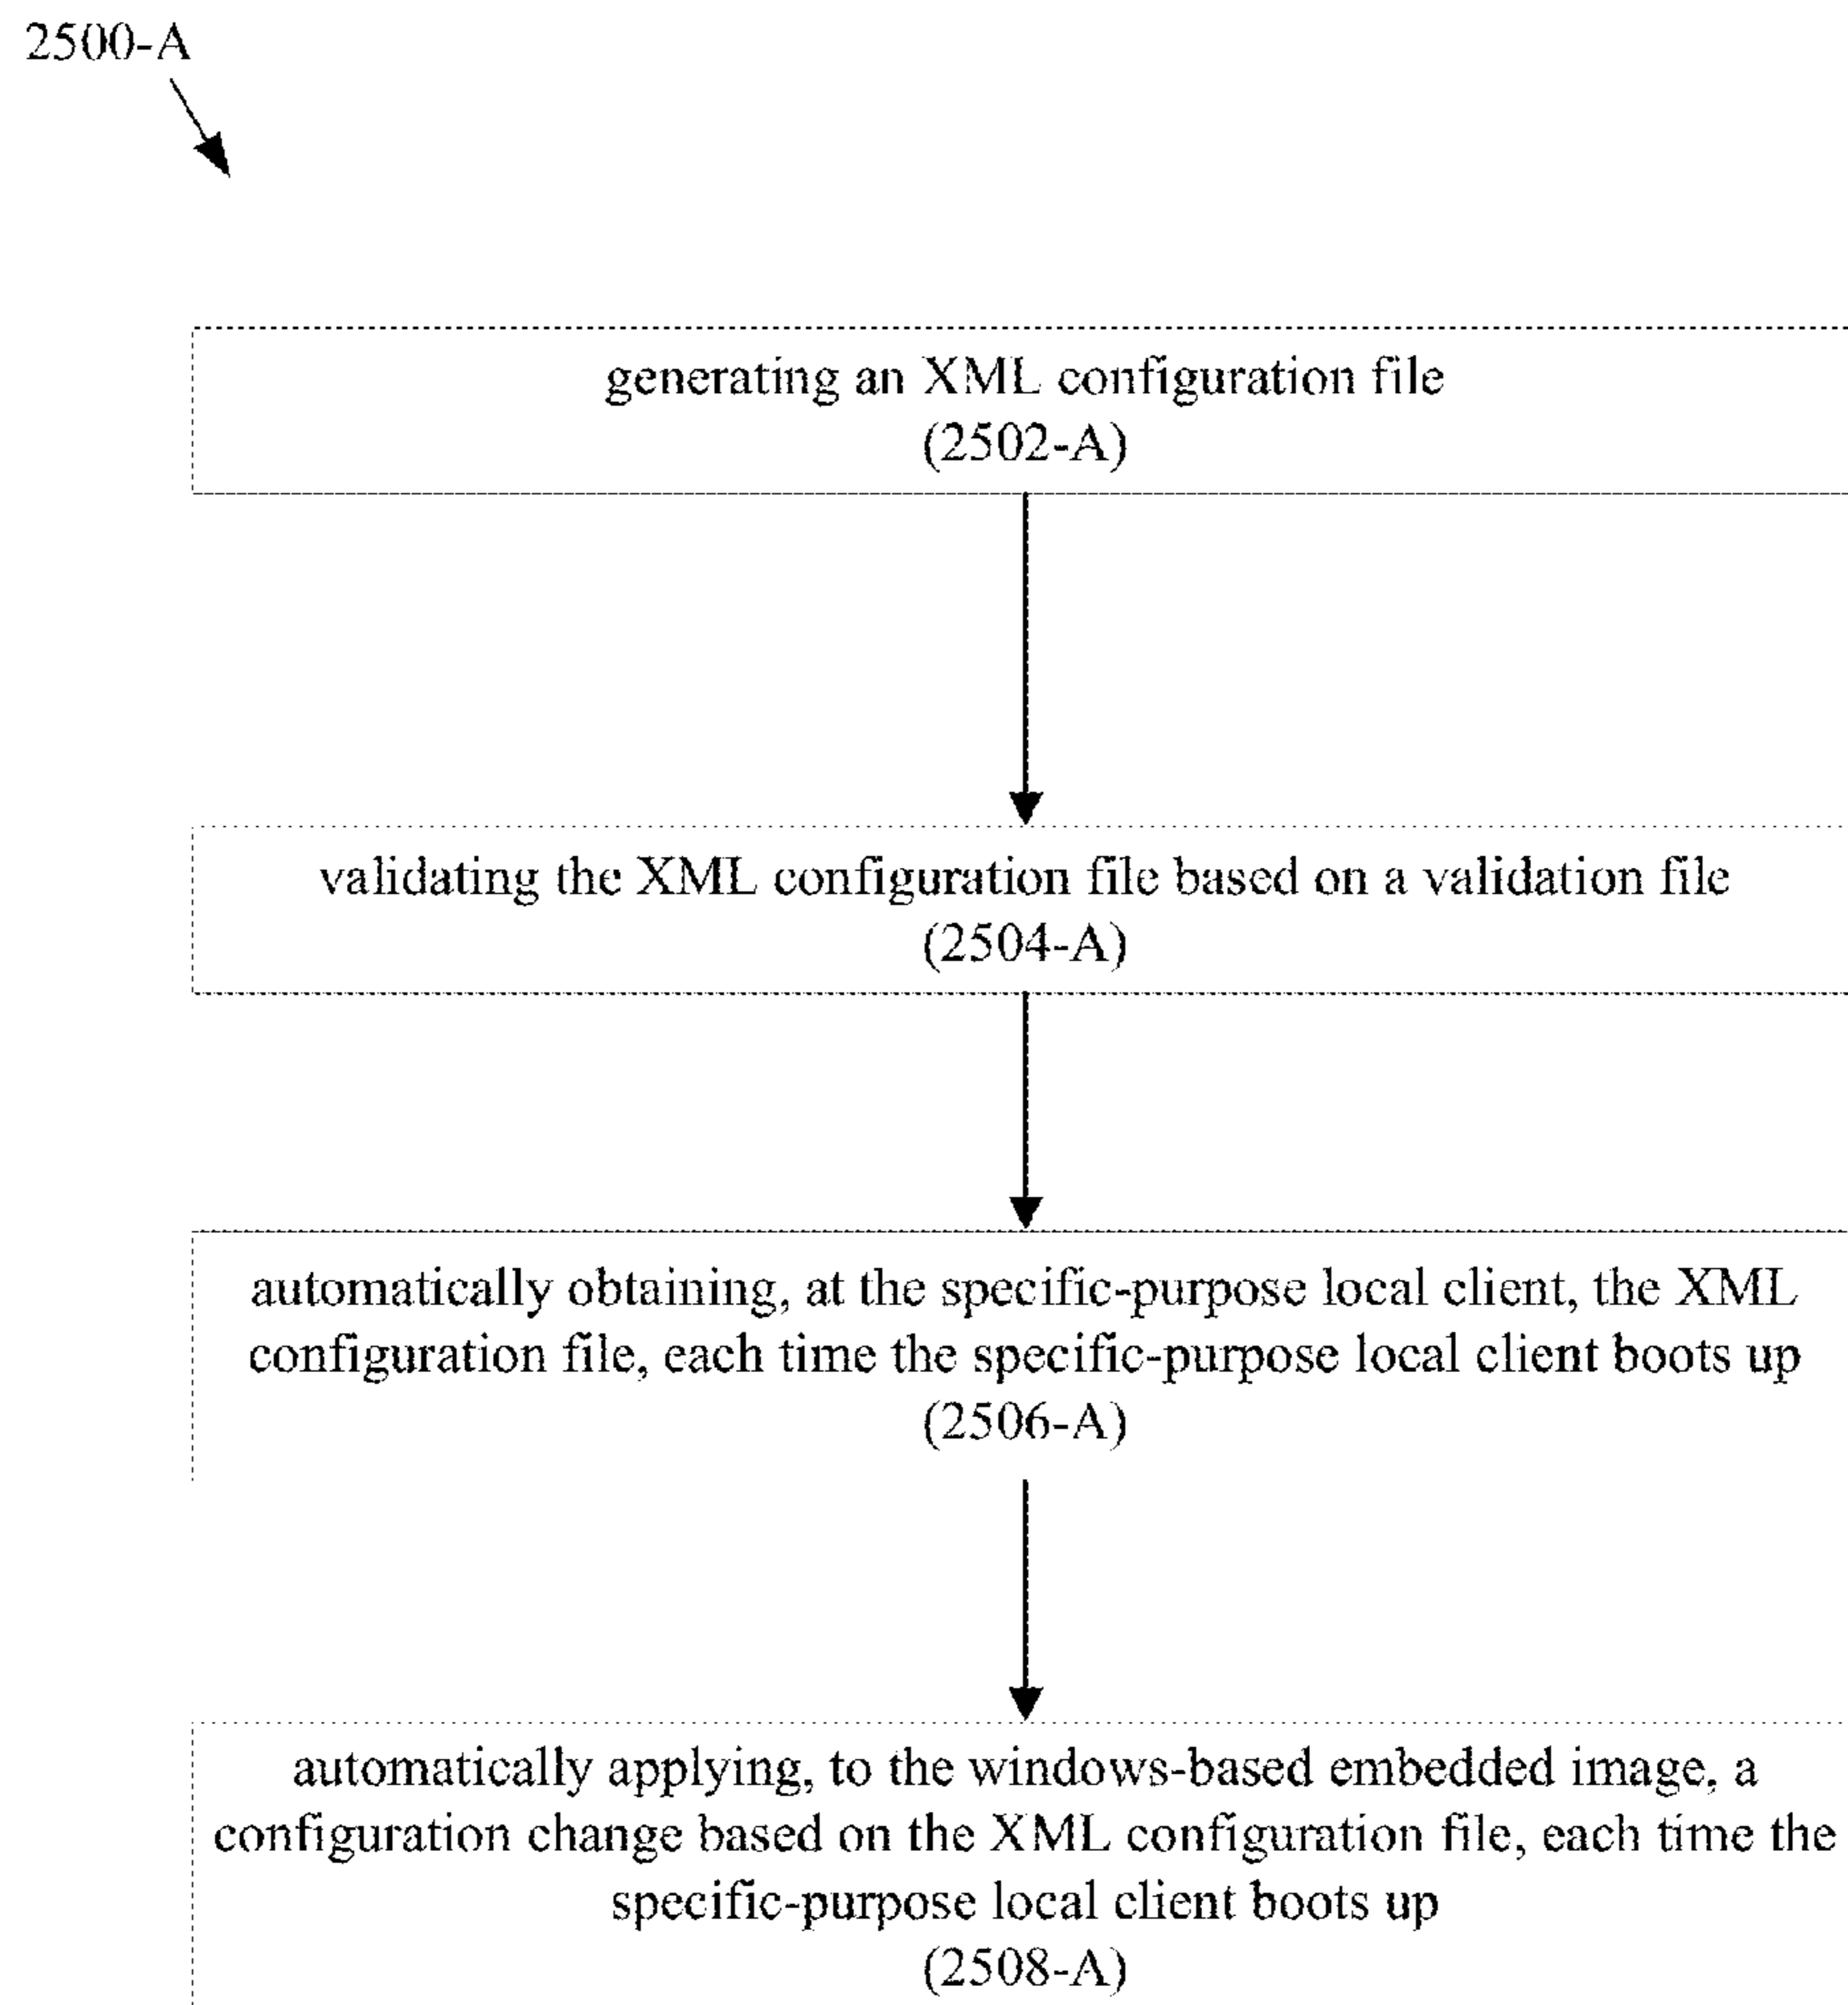 2500-A
generating an XML configuration file
(2502-A)
validating the XML configuration file based on a validation file
(2504-A)
automatically obtaining, at the specific-purpose local client, the XML
configuration file, each time the specific-purpose local client boots up
(2506-A)
automatically applying, to the windows-based embedded image, a
configuration change based on the XML configuration file, each time the
specific-purpose local client boots up
(2508-A)